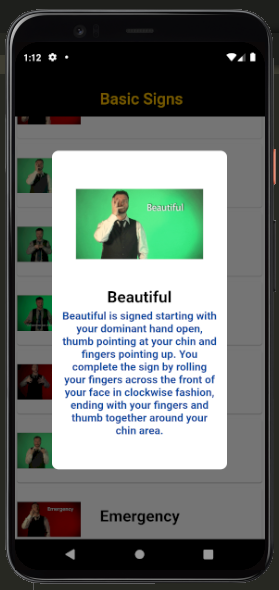 1:12
Basic Signs
Beautiful
Beautiful
Beautiful is signed starting with
your dominant hand open,
thumb pointing at your chin and
fingers pointing up. You
complete the sign by rolling
your fingers across the front of
your face in clockwise fashion,
ending with your fingers and
thumb together around your
chin area.
Emergency
Emergency